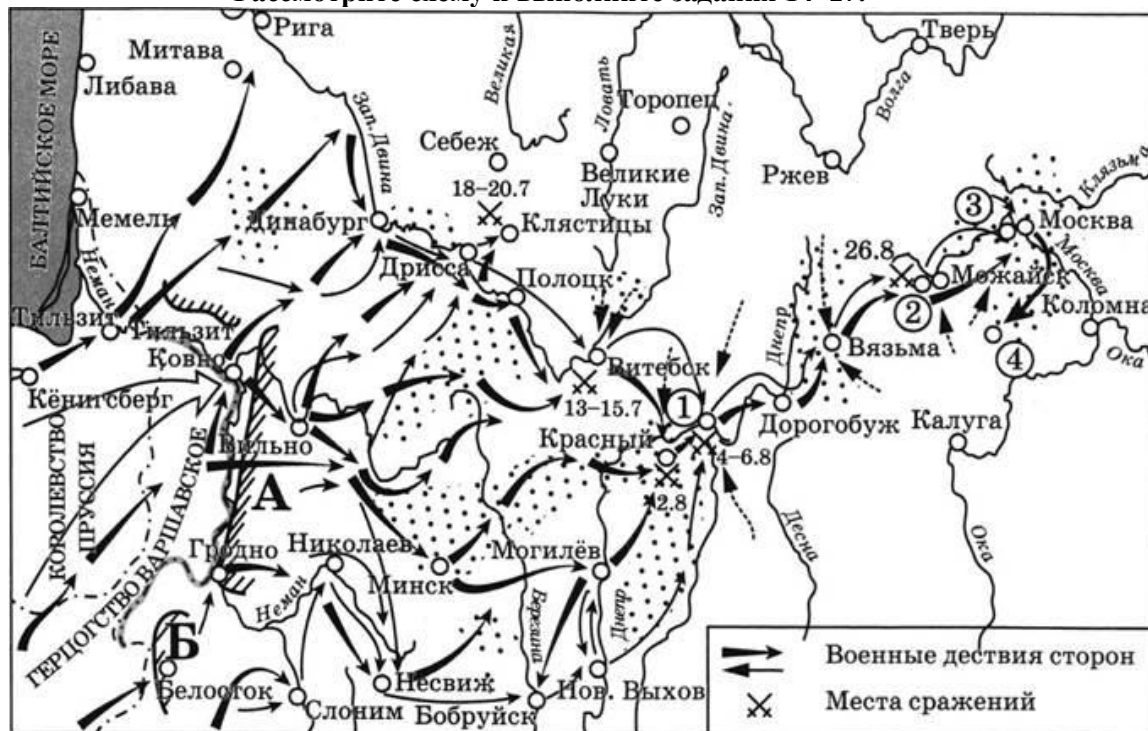 Рассмотрите схему и выполните задания 14–17.
БАЛТИЙСКОЕ МОРЕ
Рига
Митава
Либава
Зап. Двина
Великая
Ловать
Торопец
Зап. Двина
Тверь
Волга
Ржев
Себеж
Великие
Луки
18–20.7
Клястицы
Мемель
Неман
Динабург
Дрисса
Полоцк
Клязьма
3
Москва
Москва
26.8
Можайск
2
Коломна
4
Ока
Тильзит
Тильзит
Ковно
Кёнигсберг
Витебск
13–15.7
Днепр
Вязьма
1
Дорогобуж
Калуга
КОРОЛЕВСТВО
ПРУССИЯ
ГЕРЦОГСТВО ВАРШАВСКОЕ
Вильно
А
Красный
4–6.8
2.8
Гродно
Николаев
Неман
Минск
Могилёв
Березина
Днепр
Десна
Ока
Б
Белосток
Слоним
Несвиж
Бобруйск
Нов. Выхов
Военные дествия сторон
Места сражений